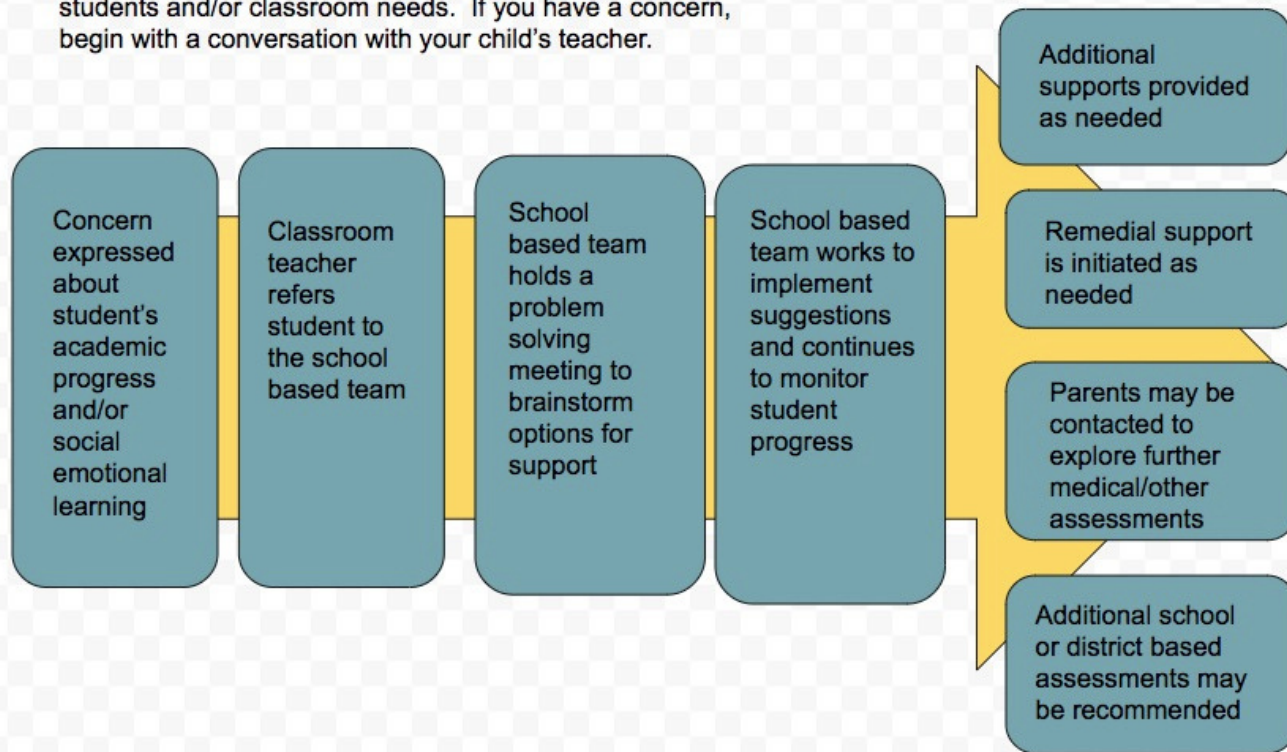 students and/or classroom needs.  If you have a concern,
begin with a conversation with your child's teacher.
Concern
expressed
about
student's
academic
progress
and/or
social
emotional
learning
Classroom
teacher
refers
student to
the school
based team
School
based team
holds a
problem
solving
meeting to
brainstorm
options for
support
School based
team works to
implement
suggestions
and continues
to monitor
student
progress
Additional
supports provided
as needed
Remedial support
is initiated as
needed
Parents may be
contacted to
explore further
medical/other
assessments
Additional school
or district based
assessments may
be recommended